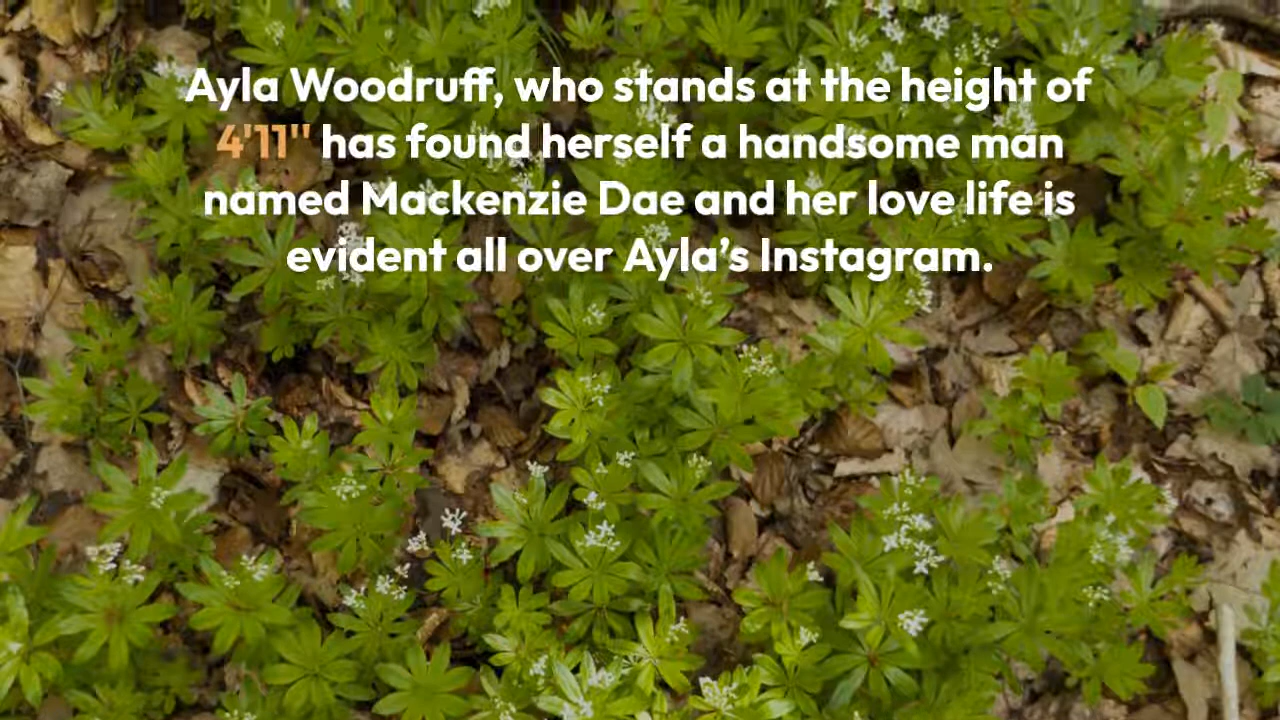 Ayla Woodruff, who stands at the height of
4'11" has found herself a handsome man
named Mackenzie Dae and her love life is
evident all over Ayla’s Instagram.